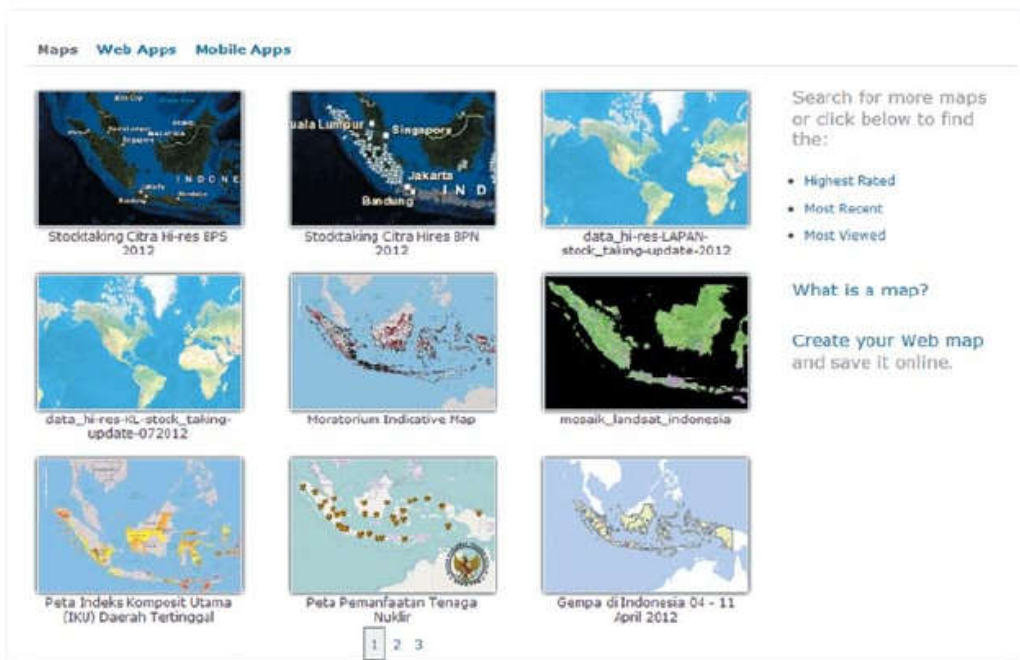 Maps Web Apps Mobile Apps
Stocktaking Citra Hi-res BPS
2012
Stocktaking Citra Hires BPN
2012
data_hi-res-LAPAN-
stock_taking-update-2012
data_hi-res-KL-stock_taking-
update-072012
Moratorium Indicative Map
mosaik_landsat_indonesia
Peta Indeks Komposit Utama
(IKU) Daerah Tertinggal
Peta Pemanfaatan Tenaga
Nuklir
Gempa di Indonesia 04 - 11
April 2012
1 2 3
Search for more maps
or click below to find
the:
• Highest Rated
• Most Recent
• Most Viewed
What is a map?
Create your Web map
and save it online.
uala Lumpur
Singapore
Jakarta
Bandung
I N D
I N D O N E